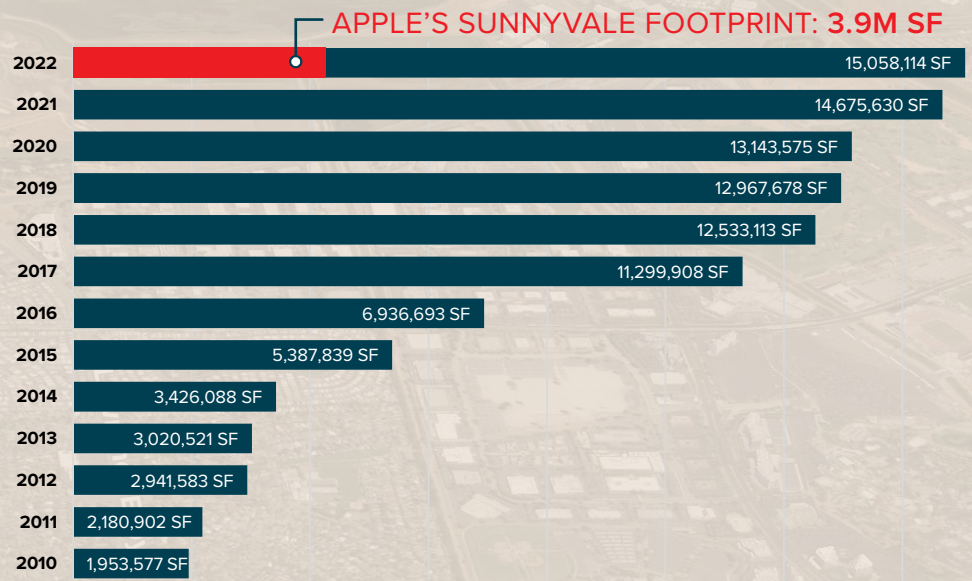 APPLE'S SUNNYVALE FOOTPRINT: 3.9M SF
2022 15,058,114 SF
2021 14,675,630 SF
2020 13,143,575 SF
2019 12,967,678 SF
2018 12,533,113 SF
2017 11,299,908 SF
2016 6,936,693 SF
2015 5,387,839 SF
2014 3,426,088 SF
2013 3,020,521 SF
2012 2,941,583 SF
2011 2,180,902 SF
2010 1,953,577 SF